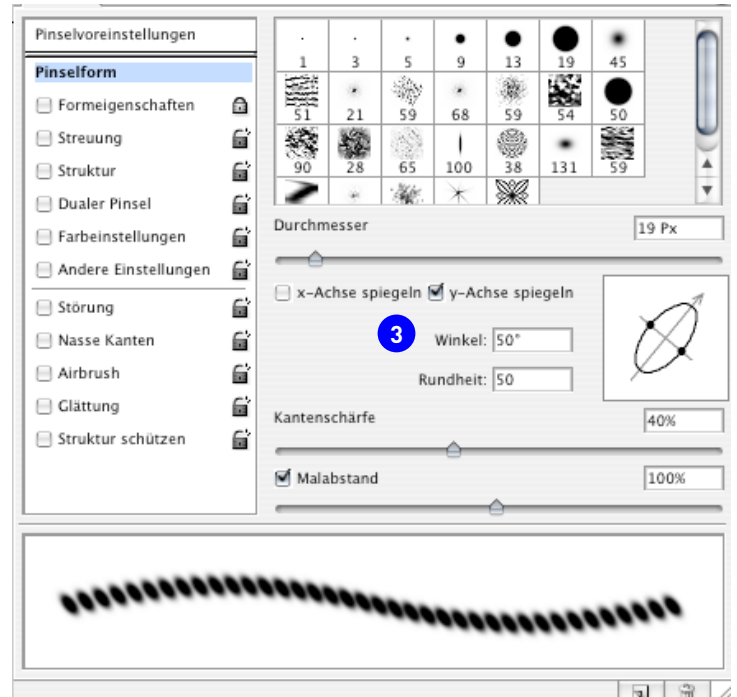 Pinselvoreinstellungen
Pinselform
Formeigenschaften
Streuung
Struktur
Dualer Pinsel
Farbeinstellungen
Andere Einstellungen
Störung
Nasse Kanten
Airbrush
Glättung
Struktur schützen
1 3 5 9 13 19 45
51 21 59 68 59 54 50
90 28 65 100 38 131 59
Durchmesser 19 Px
x-Achse spiegeln y-Achse spiegeln
3 Winkel: 50°
Rundheit: 50
Kantenschärfe 40%
Malabstand 100%